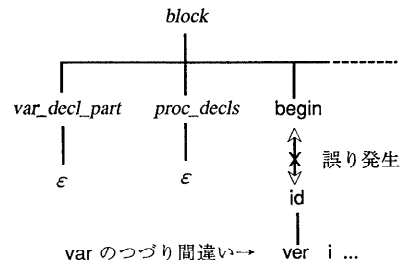 block
var_decl_part proc_decls begin
ε ε 誤り発生
id
var のつづり間違い→ ver i ...